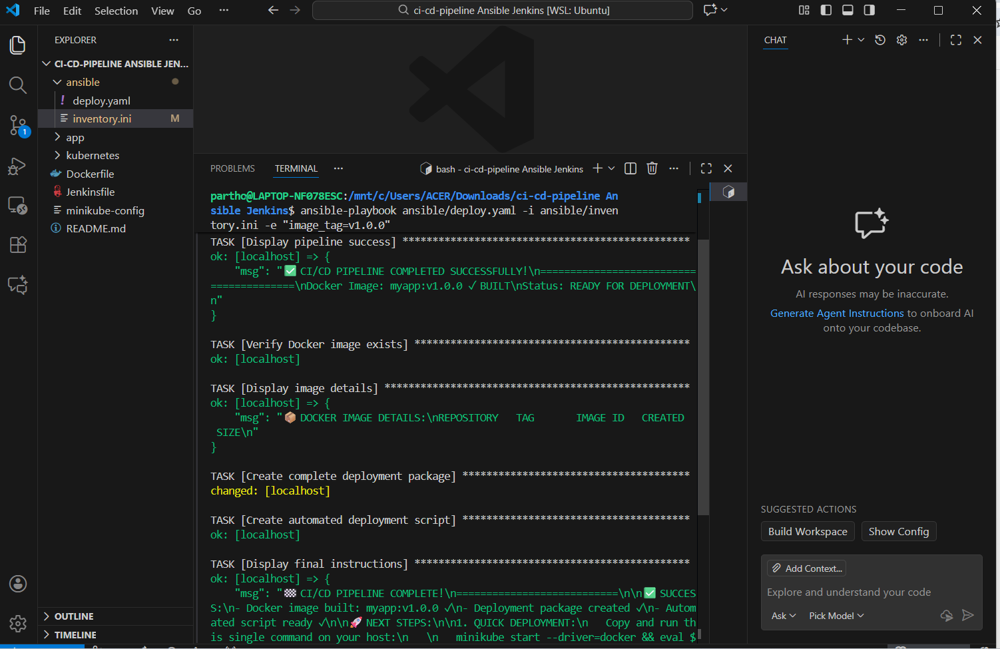 File Edit Selection View Go ··· ci-cd-pipeline Ansible Jenkins [WSL: Ubuntu]
EXPLORER ···
CI-CD-PIPELINE ANSIBLE JEN...
ansible
! deploy.yaml
inventory.ini M
1
app
kubernetes
Dockerfile
Jenkinsfile
minikube-config
README.md
OUTLINE
TIMELINE
PROBLEMS TERMINAL ··· bash - ci-cd-pipeline Ansible Jenkins
partho@LAPTOP-NF078ESC:/mnt/c/Users/ACER/Downloads/ci-cd-pipeline An
sible Jenkins$ ansible-playbook ansible/deploy.yaml -i ansible/inven
tory.ini -e "image_tag=v1.0.0"
TASK [Display pipeline success] ************************************************
ok: [localhost] => {
"msg": "✅ CI/CD PIPELINE COMPLETED SUCCESSFULLY!\n==========================
==============\nDocker Image: myapp:v1.0.0 ✓ BUILT\nStatus: READY FOR DEPLOYMENT\
n"
}
TASK [Verify Docker image exists] **********************************************
ok: [localhost]
TASK [Display image details] ***************************************************
ok: [localhost] => {
"msg": "📦 DOCKER IMAGE DETAILS:\nREPOSITORY   TAG       IMAGE ID   CREATED
SIZE\n"
}
TASK [Create complete deployment package] **************************************
changed: [localhost]
TASK [Create automated deployment script] **************************************
ok: [localhost]
TASK [Display final instructions] **********************************************
ok: [localhost] => {
"msg": "🏁 CI/CD PIPELINE COMPLETE!\n===========================\n\n✅ SUCCES
S:\n- Docker image built: myapp:v1.0.0 ✓\n- Deployment package created ✓\n- Autom
ated script ready ✓\n\n🚀 NEXT STEPS:\n\n1. QUICK DEPLOYMENT:\n   Copy and run th
is single command on your host:\n   \n   minikube start --driver=docker && eval $
CHAT
Ask about your code
AI responses may be inaccurate.
Generate Agent Instructions to onboard AI
onto your codebase.
SUGGESTED ACTIONS
Build Workspace Show Config
Add Context...
Explore and understand your code
Ask Pick Model